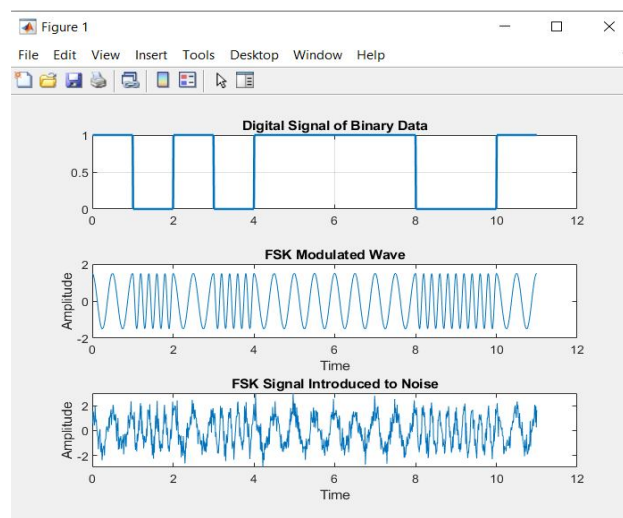 Figure 1
File Edit View Insert Tools Desktop Window Help
Digital Signal of Binary Data
1
0.5
0
0 2 4 6 8 10 12
FSK Modulated Wave
Amplitude
2
0
-2
0 2 4 6 8 10 12
Time
FSK Signal Introduced to Noise
Amplitude
2
0
-2
0 2 4 6 8 10 12
Time